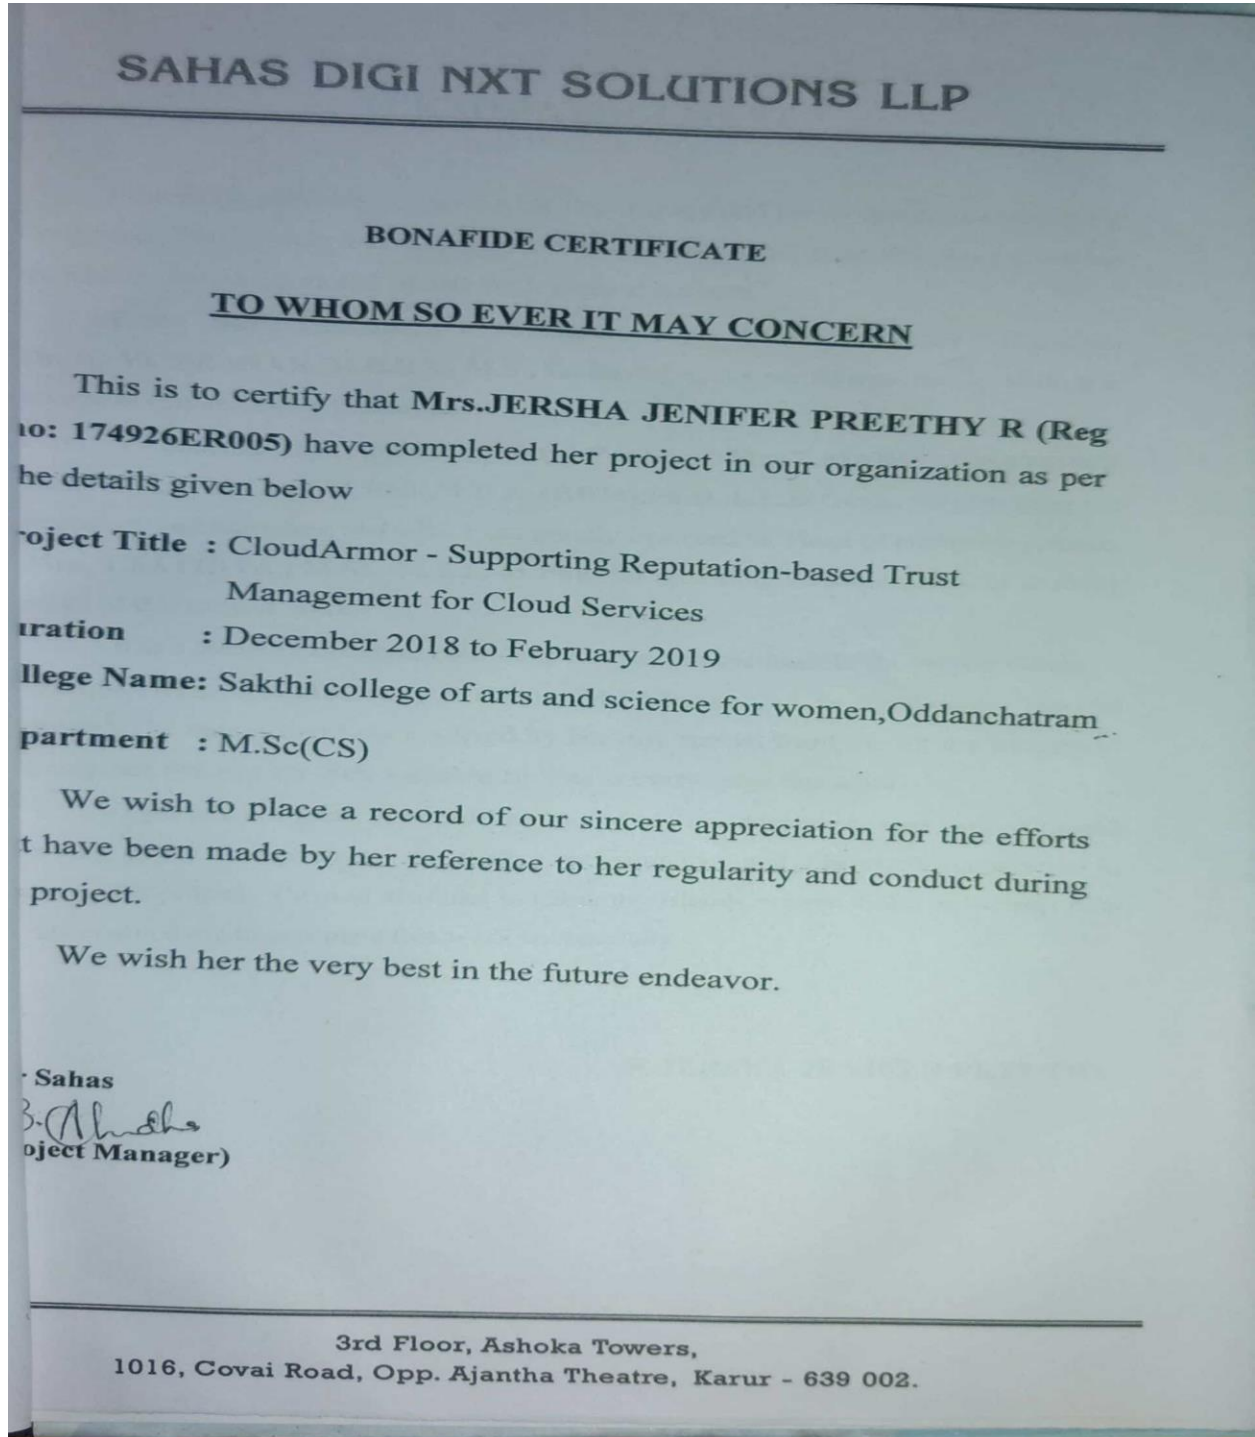 SAHAS DIGI NXT SOLUTIONS LLP
BONAFIDE CERTIFICATE
TO WHOM SO EVER IT MAY CONCERN
This is to certify that Mrs.JERSHA JENIFER PREETHY R (Reg
no: 174926ER005) have completed her project in our organization as per
he details given below
roject Title : CloudArmor - Supporting Reputation-based Trust
Management for Cloud Services
uration : December 2018 to February 2019
llege Name: Sakthi college of arts and science for women,Oddanchatram
partment : M.Sc(CS)
We wish to place a record of our sincere appreciation for the efforts
t have been made by her reference to her regularity and conduct during
project.
We wish her the very best in the future endeavor.
Sahas
oject Manager)
3rd Floor, Ashoka Towers,
1016, Covai Road, Opp. Ajantha Theatre, Karur - 639 002.